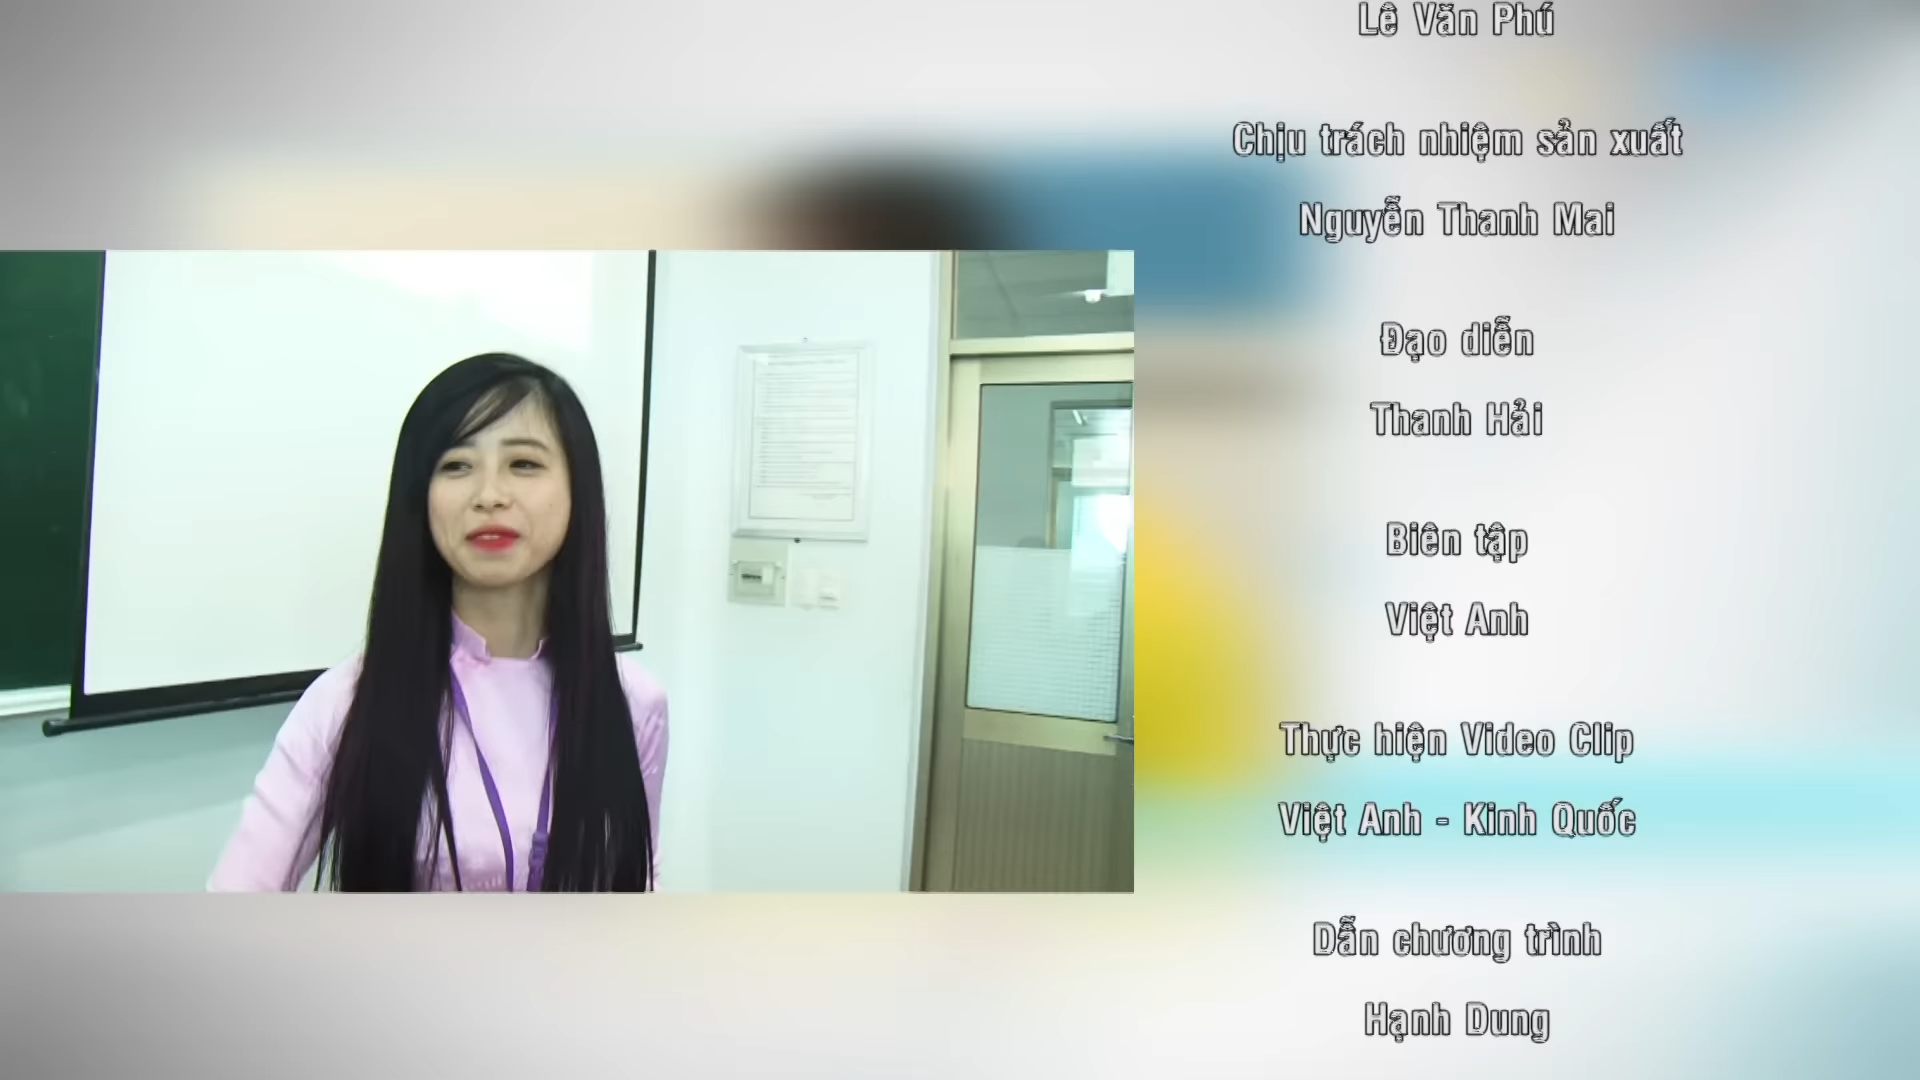 Lê Văn Phú
Chịu trách nhiệm sản xuất
Nguyễn Thanh Mai
Đạo diễn
Thanh Hải
Biên tập
Việt Anh
Thực hiện Video Clip
Việt Anh - Kinh Quốc
Dẫn chương trình
Hạnh Dung